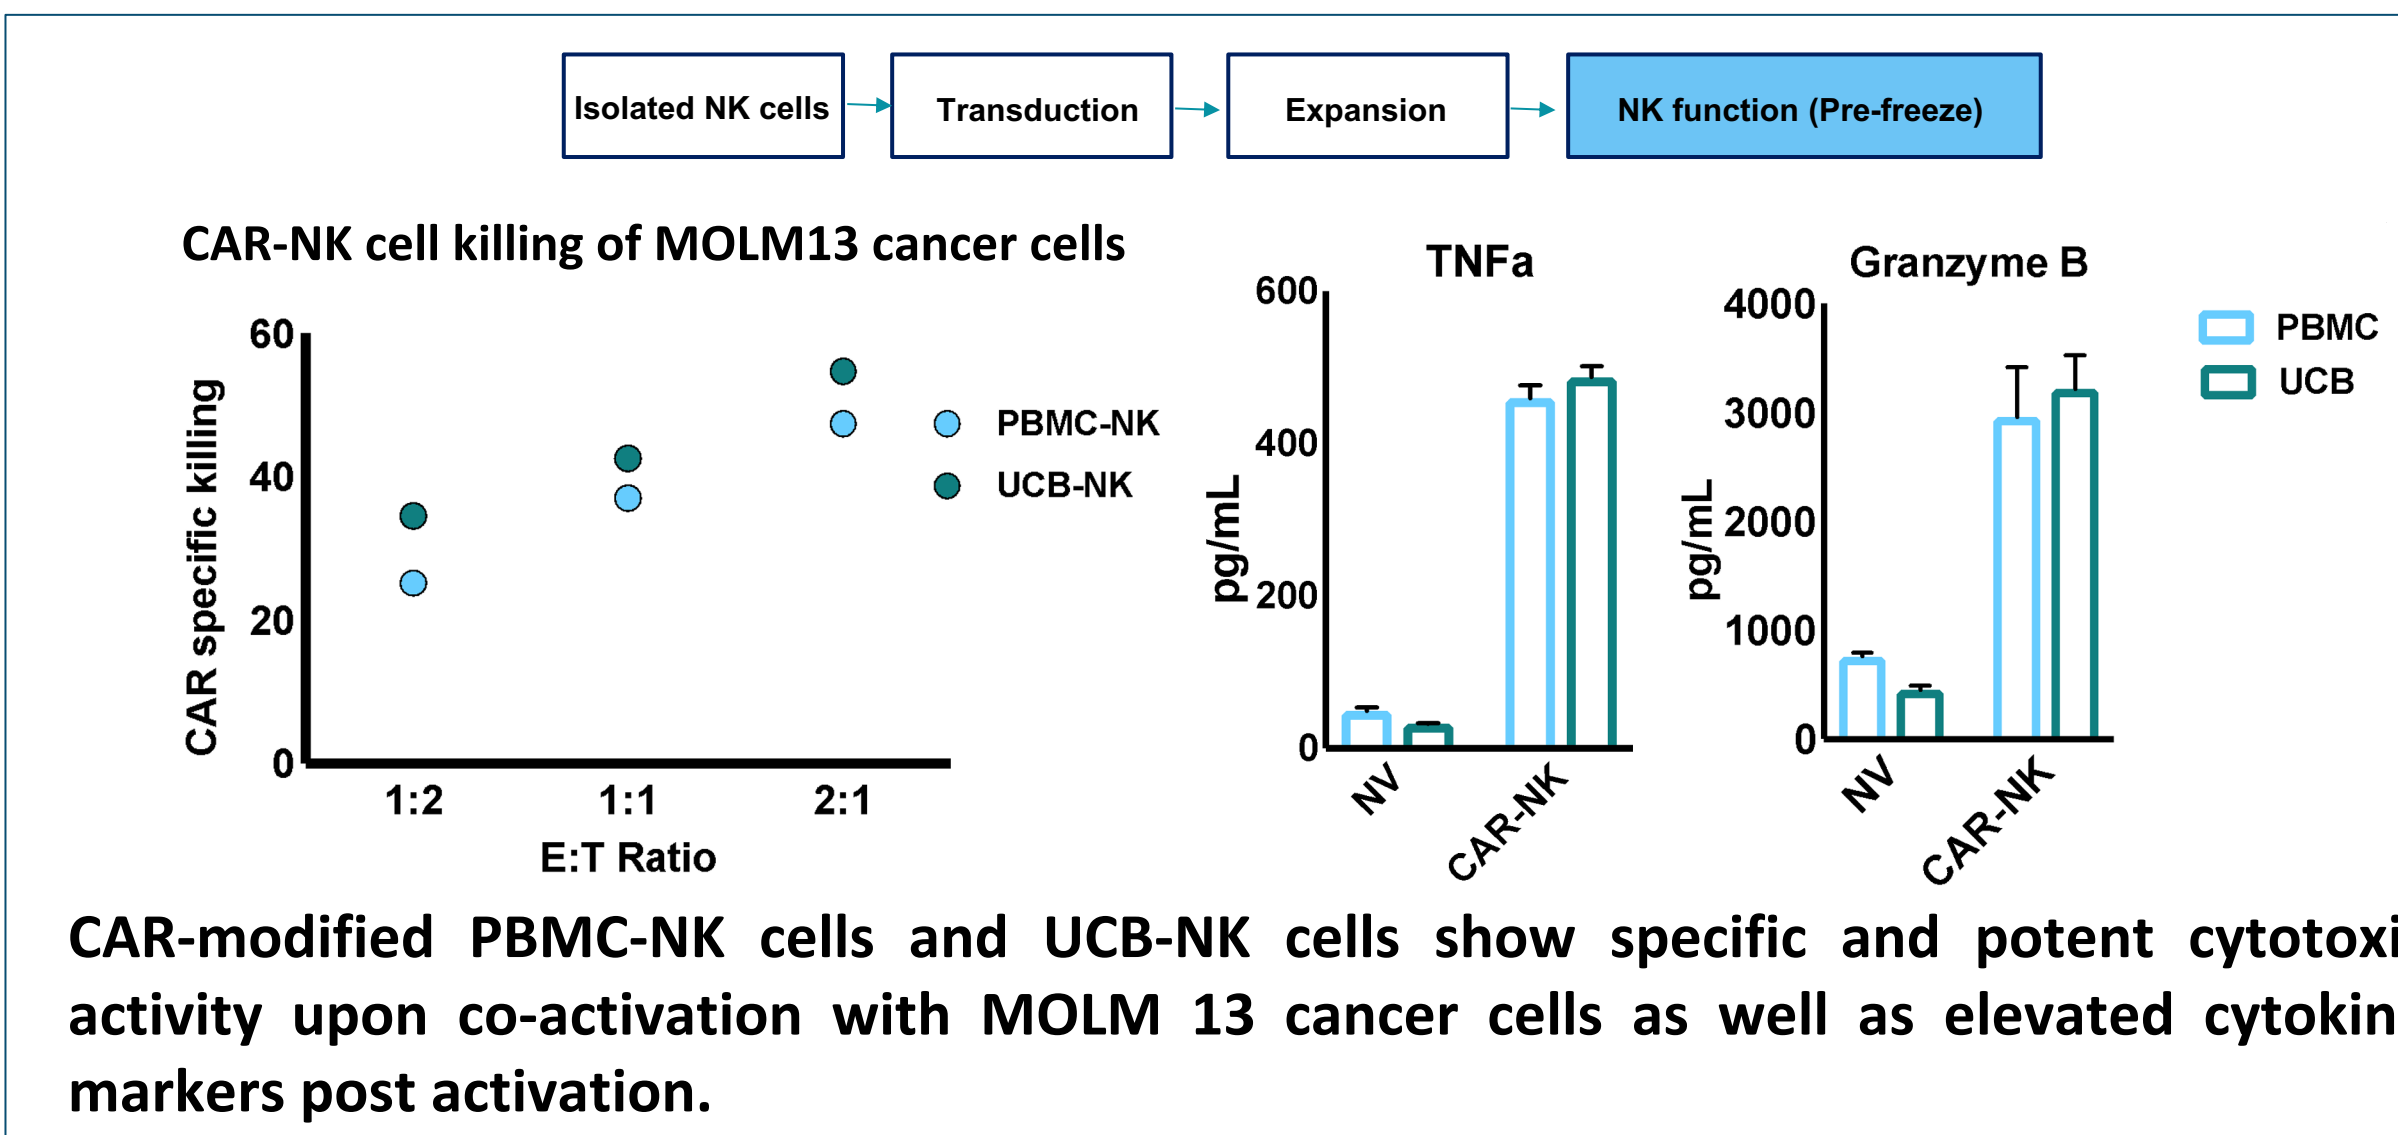 Isolated NK cells
Transduction
Expansion
NK function (Pre-freeze)
CAR-NK cell killing of MOLM13 cancer cells
60
40
20
0
CAR specific killing
1:2
1:1
2:1
E:T Ratio
PBMC-NK
UCB-NK
TNFa
600
400
200
0
pg/mL
NV
CAR-NK
Granzyme B
4000
3000
2000
1000
0
pg/mL
NV
CAR-NK
PBMC
UCB
CAR-modified PBMC-NK cells and UCB-NK cells show specific and potent cytotoxi
activity upon co-activation with MOLM 13 cancer cells as well as elevated cytokin
markers post activation.